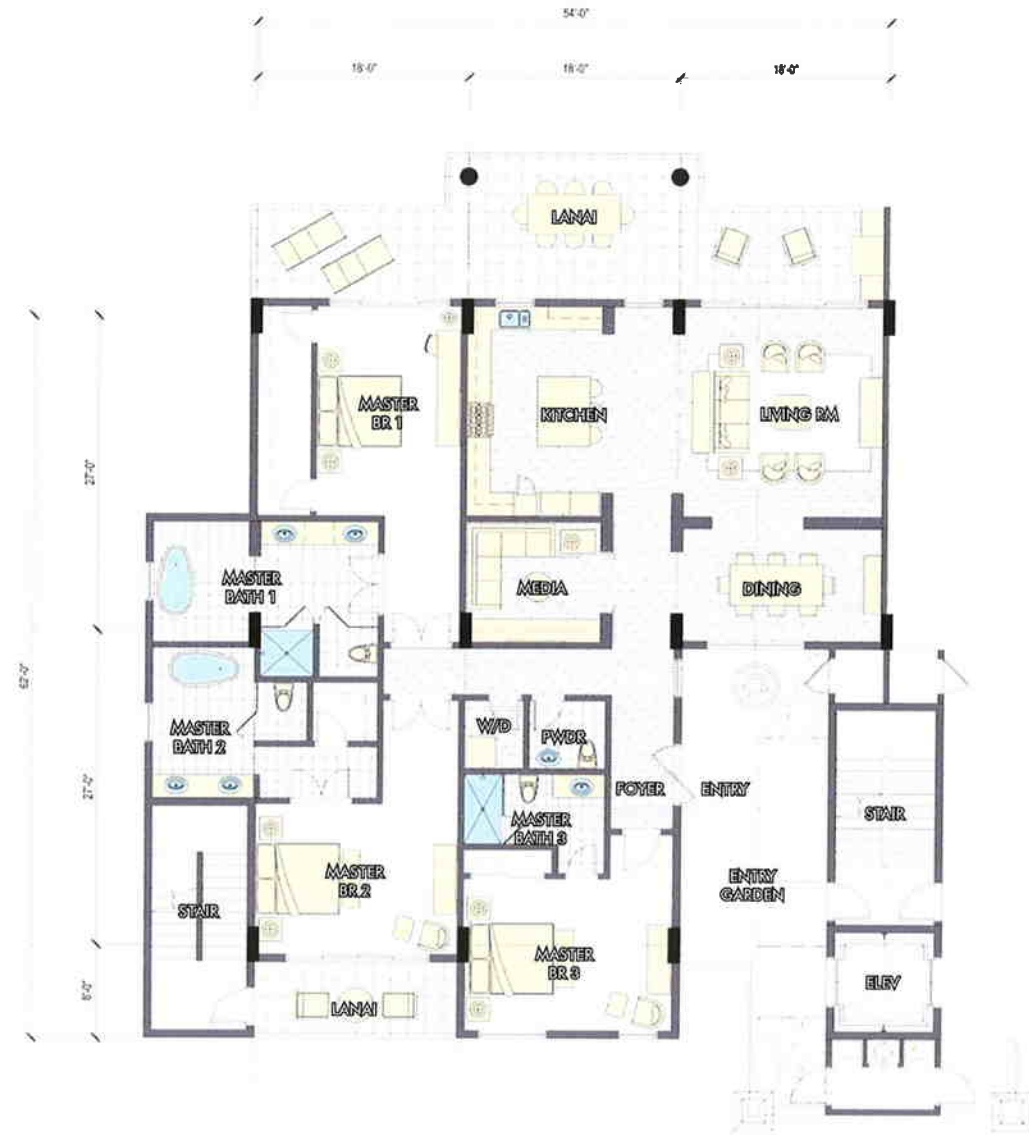 54'-0"
18'-0"
18'-0"
18'-0"
LANAI
MASTER
BR 1
KITCHEN
LIVING RM
27'-0"
MASTER
BATH 1
MEDIA
DINING
62'-0"
W/D
PWDR
MASTER
BATH 2
27'-0"
FOYER
ENTRY
STAIR
MASTER
BATH 3
MASTER
BR 2
ENTRY
GARDEN
STAIR
MASTER
BR 3
ELEV
8'-0"
LANAI